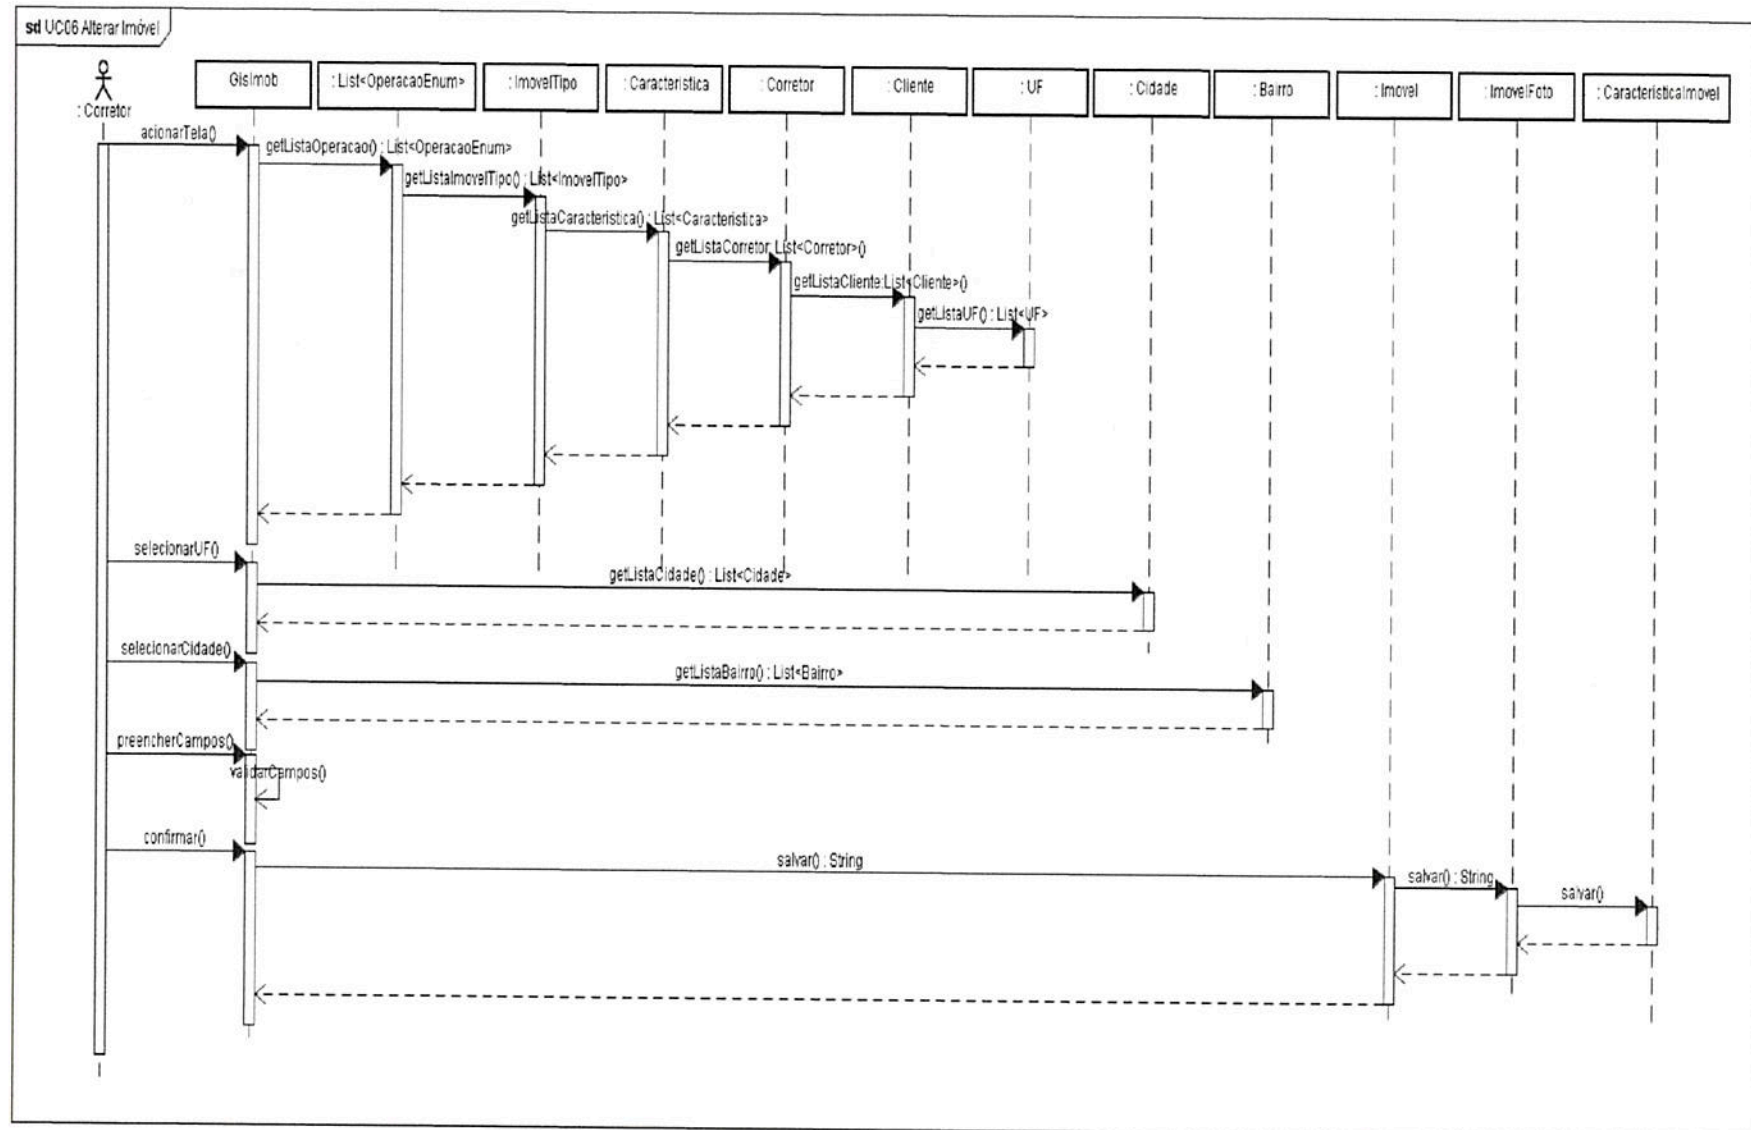 sd UC06 Alterar Imóvel
: Corretor
GisImob
: List<OperacaoEnum>
: ImovelTipo
: Caracteristica
: Corretor
: Cliente
: UF
: Cidade
: Bairro
: Imovel
: ImovelFoto
: CaracteristicaImovel
acionarTela()
getListaOperacao() : List<OperacaoEnum>
getListaImovelTipo() : List<ImovelTipo>
getListaCaracteristica() : List<Caracteristica>
getListaCorretor:List<Corretor>()
getListaCliente:List<Cliente>()
getListaUF() : List<UF>
selecionarUF()
getListaCidade() : List<Cidade>
selecionarCidade()
getListaBairro() : List<Bairro>
preencherCampos()
validarCampos()
confirmar()
salvar() : String
salvar() : String
salvar()